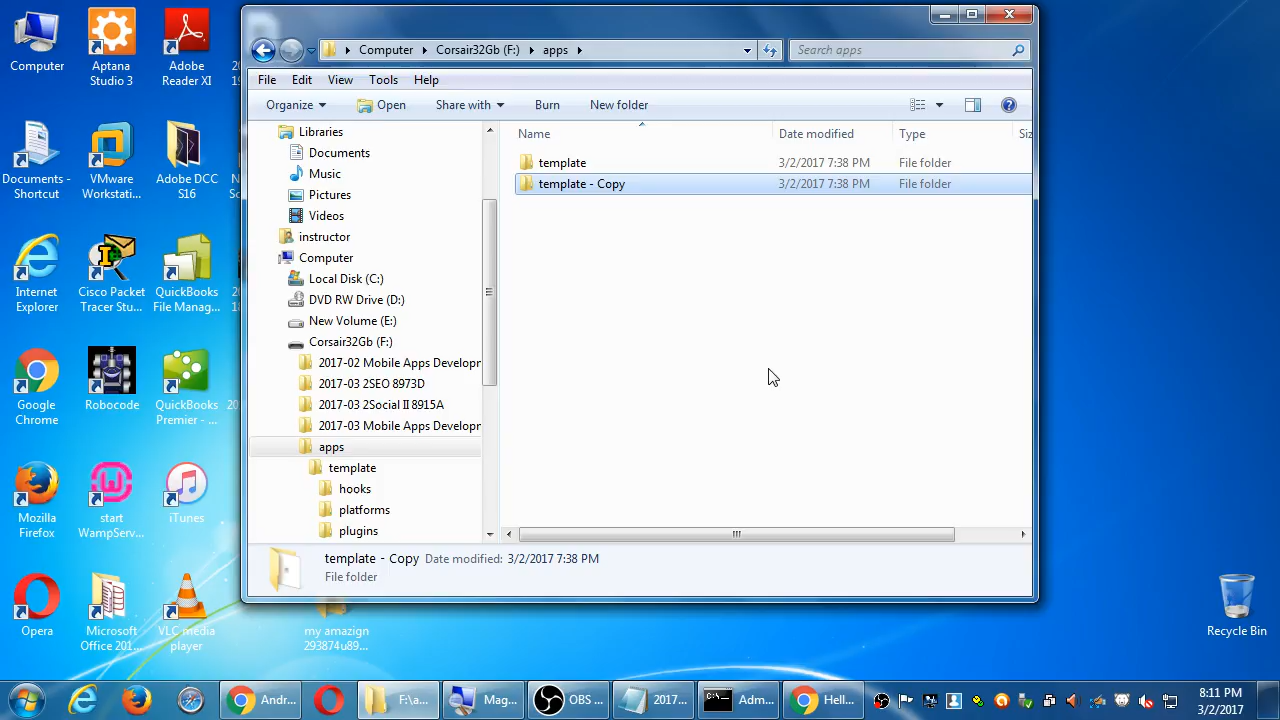 Computer
Corsair32Gb (F:)
apps
Search apps
File
Edit
View
Tools
Help
Organize
Open
Share with
Burn
New folder
Name
Date modified
Type
Siz
template
3/2/2017 7:38 PM
File folder
template - Copy
3/2/2017 7:38 PM
File folder
Libraries
Documents
Music
Pictures
Videos
instructor
Computer
Local Disk (C:)
DVD RW Drive (D:)
New Volume (E:)
Corsair32Gb (F:)
2017-02 Mobile Apps Developr
2017-03 2SEO 8973D
2017-03 2Social II 8915A
2017-03 Mobile Apps Developr
apps
template
hooks
platforms
plugins
template - Copy
Date modified: 3/2/2017 7:38 PM
File folder
Computer
Aptana
Studio 3
Adobe
Reader XI
Documents -
Shortcut
VMware
Workstati...
Adobe DCC
S16
Internet
Explorer
Cisco Packet
Tracer Stu...
QuickBooks
File Manag...
Google
Chrome
Robocode
QuickBooks
Premier - ...
Mozilla
Firefox
start
WampServ...
iTunes
Opera
Microsoft
Office 201...
VLC media
player
my amazign
293874u89...
Recycle Bin
Andr...
F:\a...
Mag...
OBS ...
2017...
Adm...
Hell...
8:11 PM
3/2/2017